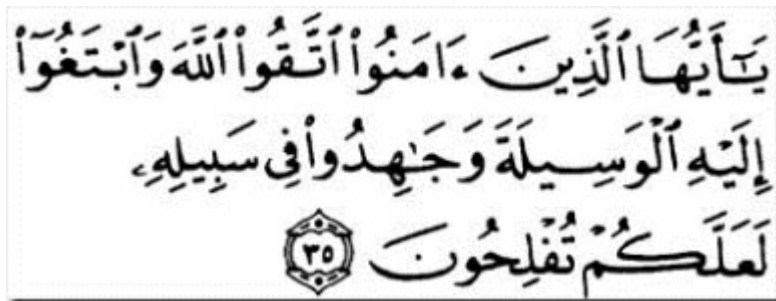 يَـٰٓأَيُّهَا ٱلَّذِينَ ءَامَنُوا۟ ٱتَّقُوا۟ ٱللَّهَ وَٱبْتَغُوٓا۟
إِلَيْهِ ٱلْوَسِيلَةَ وَجَـٰهِدُوا۟ فِى سَبِيلِهِۦ
لَعَلَّكُمْ تُفْلِحُونَ ٣٥